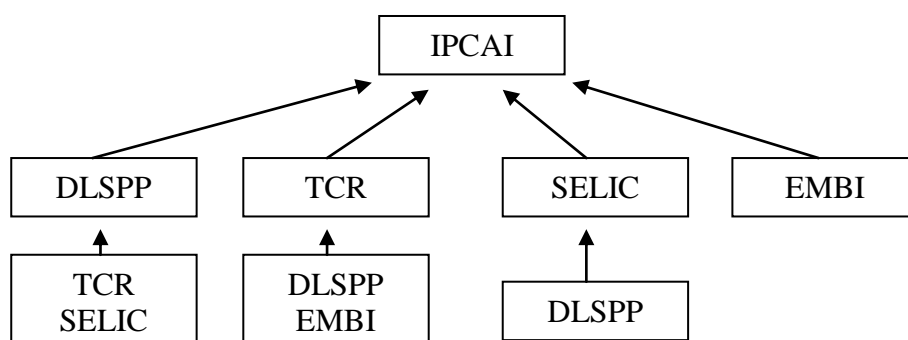 IPCAI
DLSPP
TCR
SELIC
EMBI
TCR
SELIC
DLSPP
EMBI
DLSPP